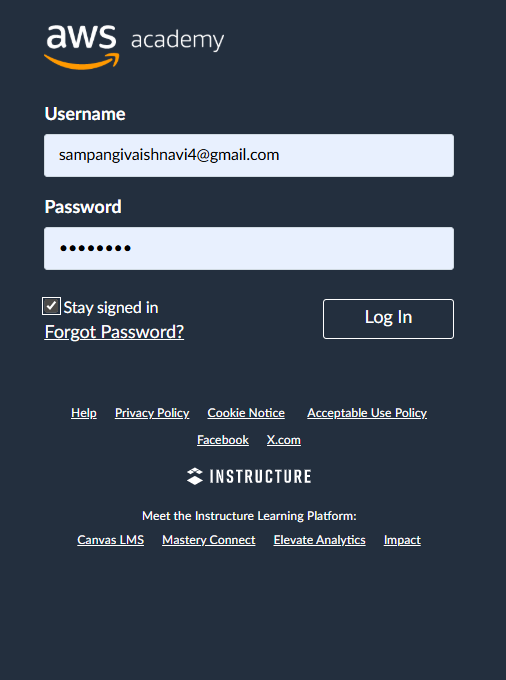 aws academy
Username
sampangivaishnavi4@gmail.com
Password
••••••••
Stay signed in
Forgot Password?
Log In
Help Privacy Policy Cookie Notice Acceptable Use Policy
Facebook X.com
INSTRUCTURE
Meet the Instructure Learning Platform:
Canvas LMS Mastery Connect Elevate Analytics Impact